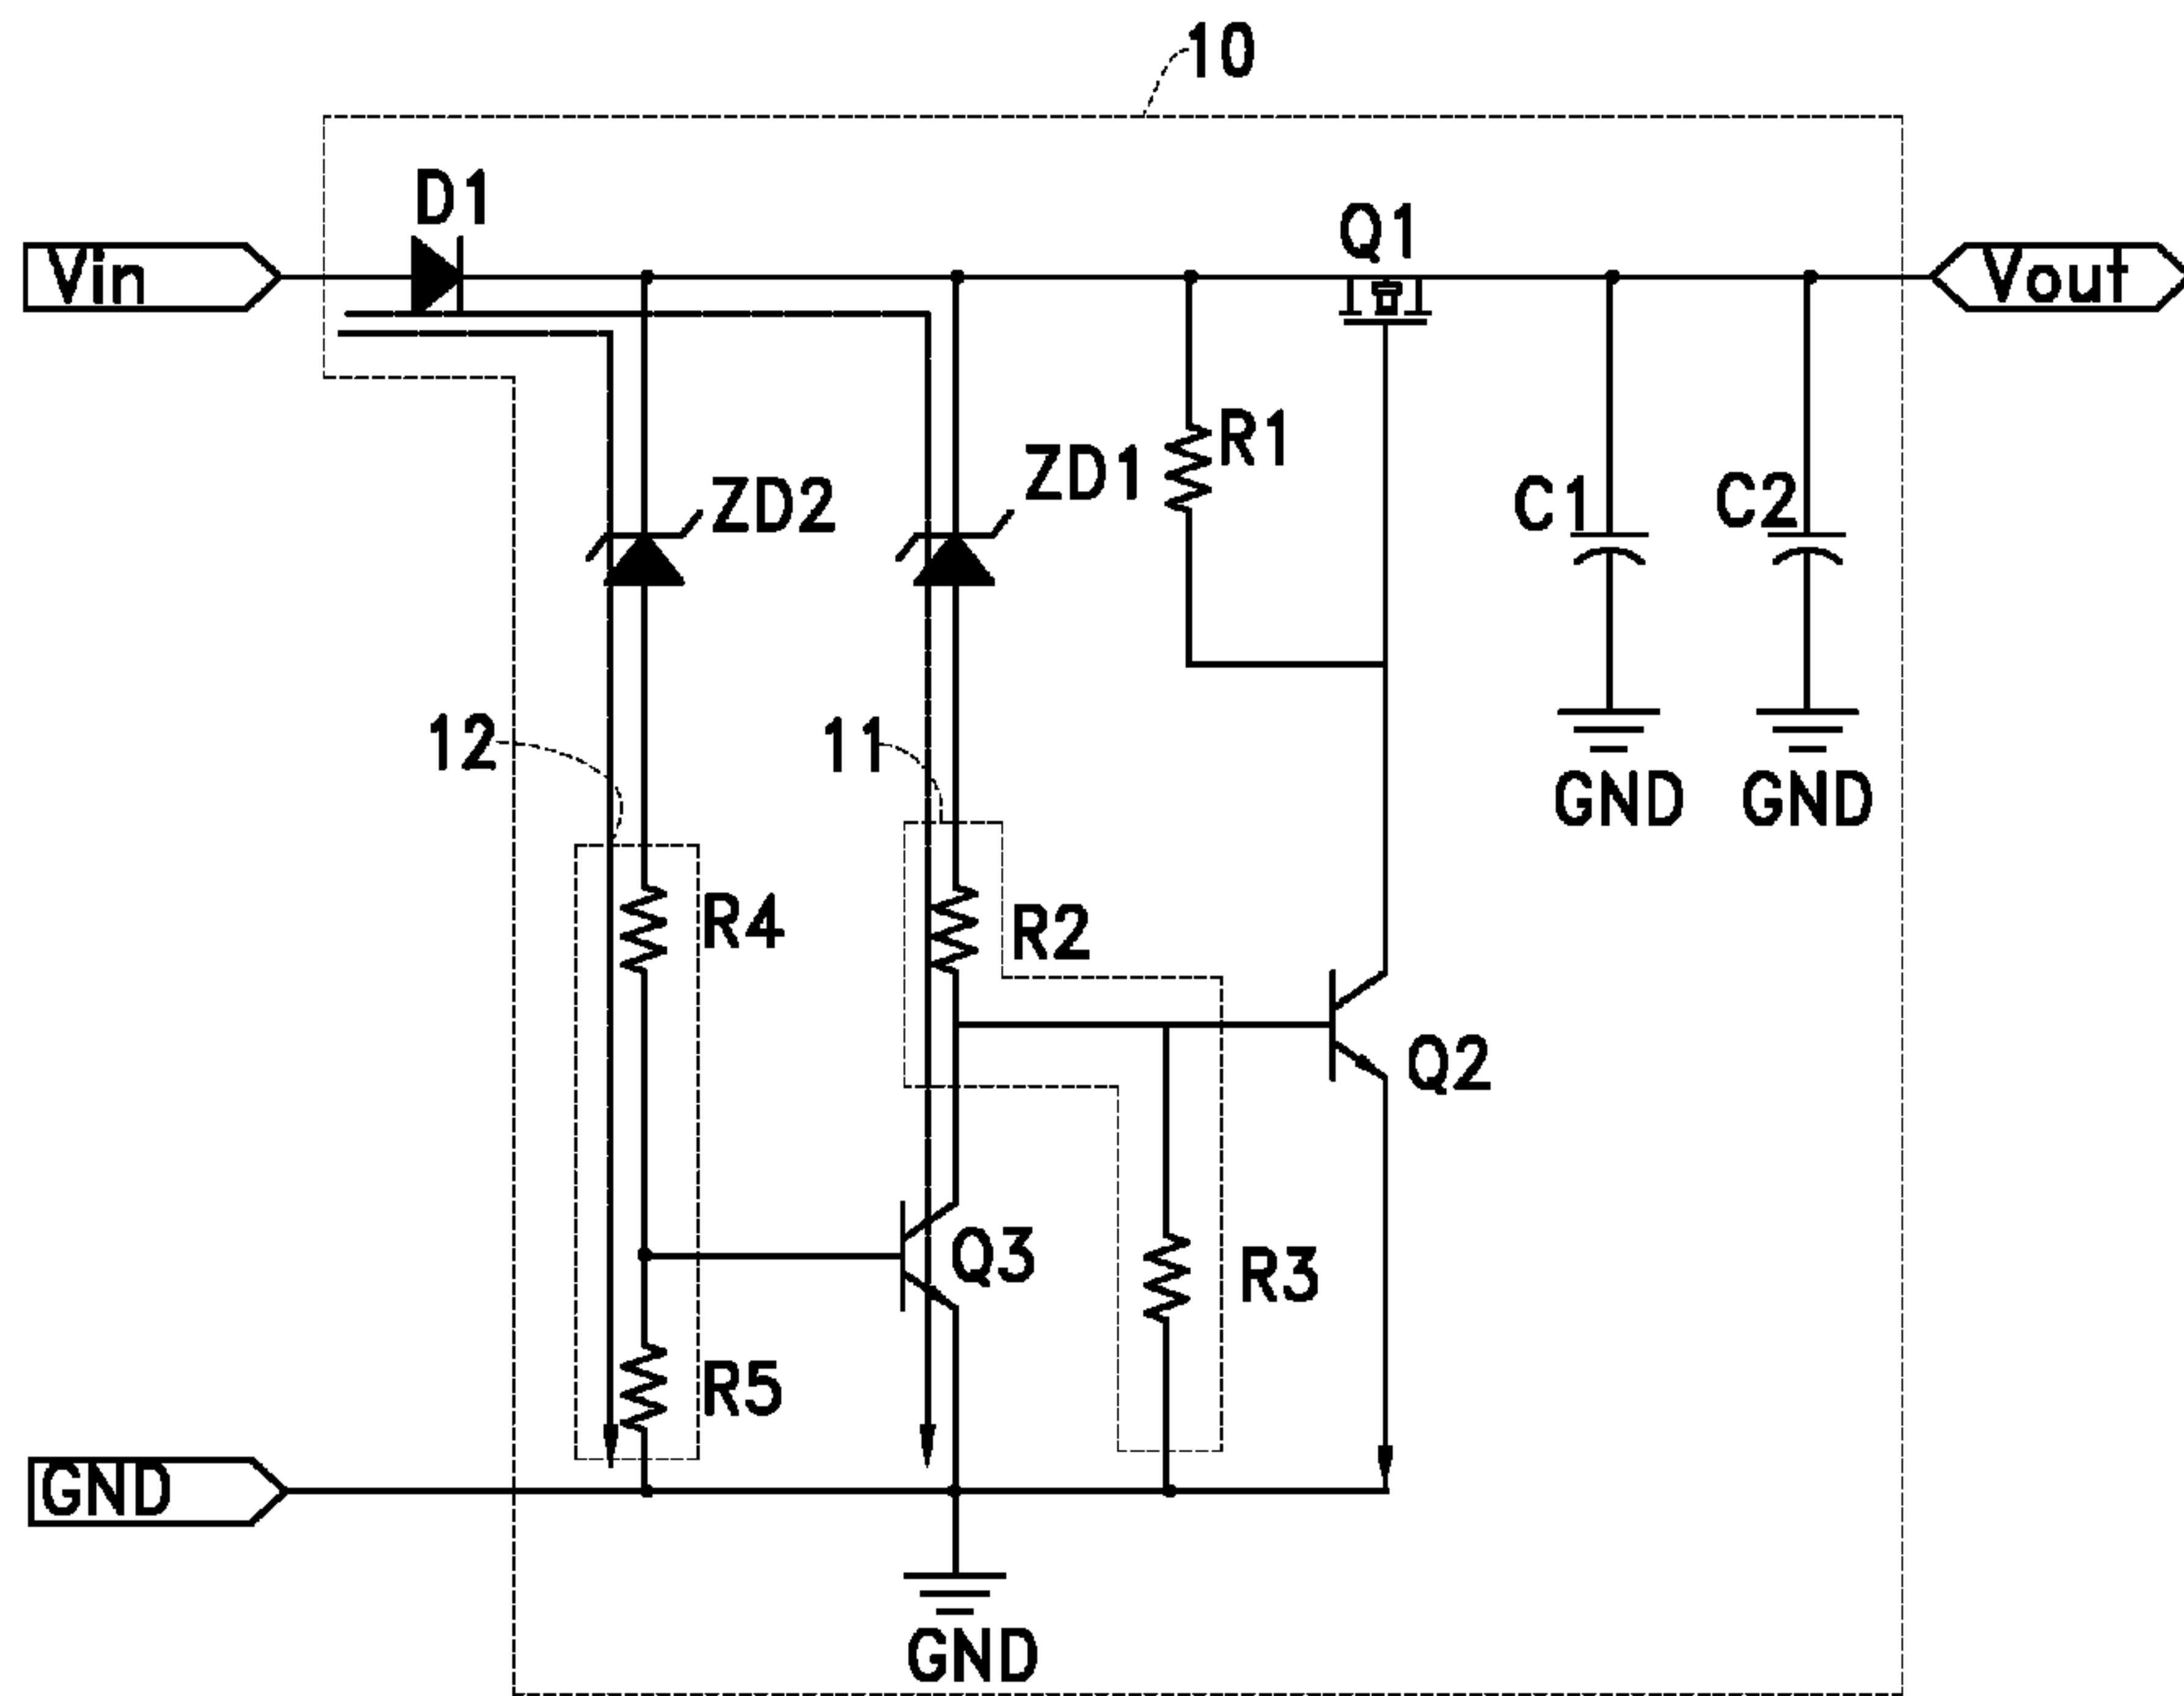 10
D1
Q1
Vin
Vout
R1
ZD1
ZD2
C1
C2
12
11
GND
GND
R4
R2
Q2
Q3
R3
R5
GND
GND